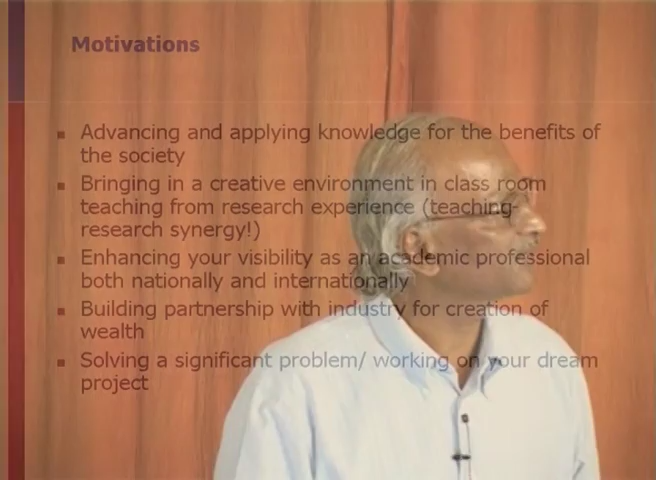 Motivations
Advancing and applying knowledge for the benefits of
the society
Bringing in a creative environment in class room
teaching from research experience (teaching-
research synergy!)
Enhancing your visibility as an academic professional
both nationally and internationally
Building partnership with industry for creation of
wealth
Solving a significant problem/ working on your dream
project